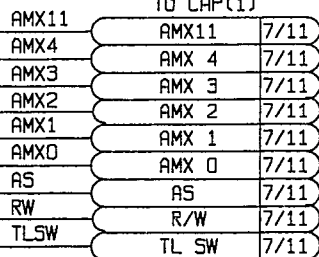 TO CHP(1)
AMX11 AMX11 7/11
AMX4 AMX 4 7/11
AMX3 AMX 3 7/11
AMX2 AMX 2 7/11
AMX1 AMX 1 7/11
AMX0 AMX 0 7/11
AS AS 7/11
RW R/W 7/11
TLSW TL SW 7/11